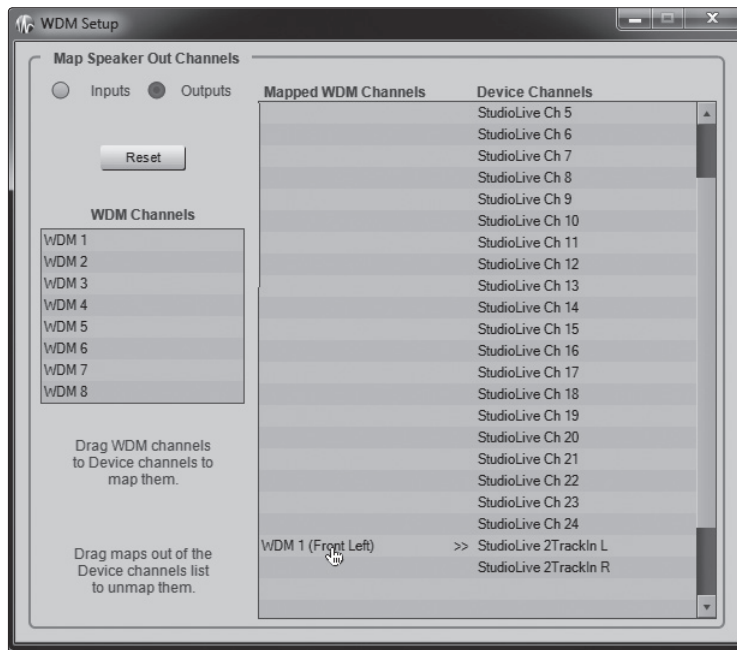 WDM Setup
Map Speaker Out Channels
Inputs Outputs
Reset
WDM Channels
WDM 1
WDM 2
WDM 3
WDM 4
WDM 5
WDM 6
WDM 7
WDM 8
Drag WDM channels
to Device channels to
map them.
Drag maps out of the
Device channels list
to unmap them.
Mapped WDM Channels Device Channels
StudioLive Ch 5
StudioLive Ch 6
StudioLive Ch 7
StudioLive Ch 8
StudioLive Ch 9
StudioLive Ch 10
StudioLive Ch 11
StudioLive Ch 12
StudioLive Ch 13
StudioLive Ch 14
StudioLive Ch 15
StudioLive Ch 16
StudioLive Ch 17
StudioLive Ch 18
StudioLive Ch 19
StudioLive Ch 20
StudioLive Ch 21
StudioLive Ch 22
StudioLive Ch 23
StudioLive Ch 24
WDM 1 (Front Left) >> StudioLive 2TrackIn L
StudioLive 2TrackIn R